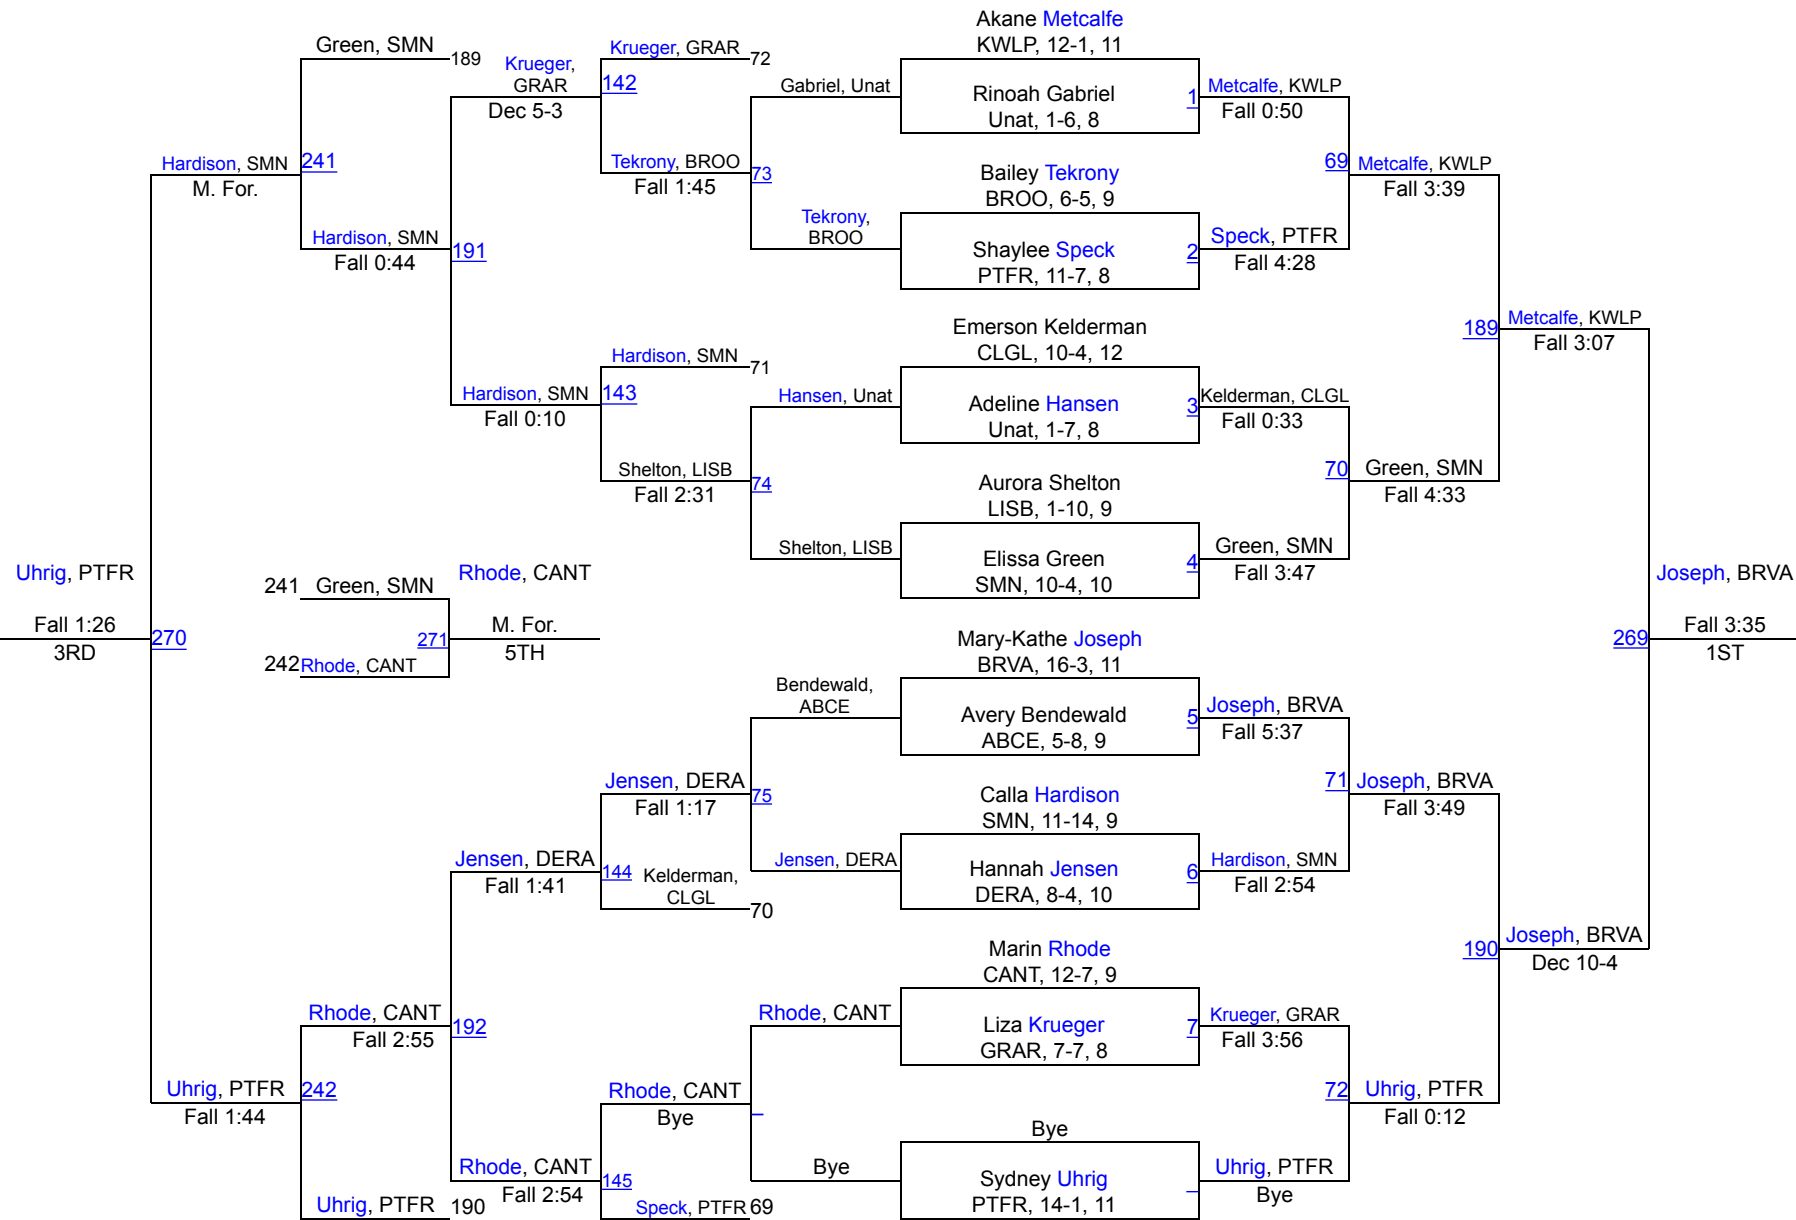 Akane Metcalfe
KWLP, 12-1, 11
Green, SMN
189
Krueger, GRAR
72
Krueger,
GRAR
142
Dec 5-3
Gabriel, Unat
Rinoah Gabriel
Unat, 1-6, 8
1
Metcalfe, KWLP
Fall 0:50
Hardison, SMN
241
M. For.
Tekrony, BROO
73
Fall 1:45
Bailey Tekrony
BROO, 6-5, 9
69
Metcalfe, KWLP
Fall 3:39
Hardison, SMN
191
Fall 0:44
Tekrony,
BROO
Shaylee Speck
PTFR, 11-7, 8
2
Speck, PTFR
Fall 4:28
Emerson Kelderman
CLGL, 10-4, 12
189
Metcalfe, KWLP
Fall 3:07
Hardison, SMN
71
Hardison, SMN
143
Fall 0:10
Hansen, Unat
Adeline Hansen
Unat, 1-7, 8
3
Kelderman, CLGL
Fall 0:33
Shelton, LISB
74
Fall 2:31
Aurora Shelton
LISB, 1-10, 9
70
Green, SMN
Fall 4:33
Shelton, LISB
Elissa Green
SMN, 10-4, 10
4
Green, SMN
Fall 3:47
Uhrig, PTFR
Fall 1:26
3RD
270
241
Green, SMN
Rhode, CANT
242
Rhode, CANT
271
M. For.
5TH
Mary-Kathe Joseph
BRVA, 16-3, 11
Joseph, BRVA
269
Fall 3:35
1ST
Bendewald,
ABCE
Avery Bendewald
ABCE, 5-8, 9
5
Joseph, BRVA
Fall 5:37
Jensen, DERA
75
Fall 1:17
Calla Hardison
SMN, 11-14, 9
71
Joseph, BRVA
Fall 3:49
Jensen, DERA
144
Fall 1:41
Kelderman,
CLGL
70
Jensen, DERA
Hannah Jensen
DERA, 8-4, 10
6
Hardison, SMN
Fall 2:54
Marin Rhode
CANT, 12-7, 9
190
Joseph, BRVA
Dec 10-4
Rhode, CANT
192
Fall 2:55
Rhode, CANT
Liza Krueger
GRAR, 7-7, 8
7
Krueger, GRAR
Fall 3:56
Uhrig, PTFR
242
Fall 1:44
Rhode, CANT
Bye
72
Uhrig, PTFR
Fall 0:12
Bye
Rhode, CANT
145
Fall 2:54
Bye
Sydney Uhrig
PTFR, 14-1, 11
Uhrig, PTFR
Bye
Uhrig, PTFR
190
Speck, PTFR
69